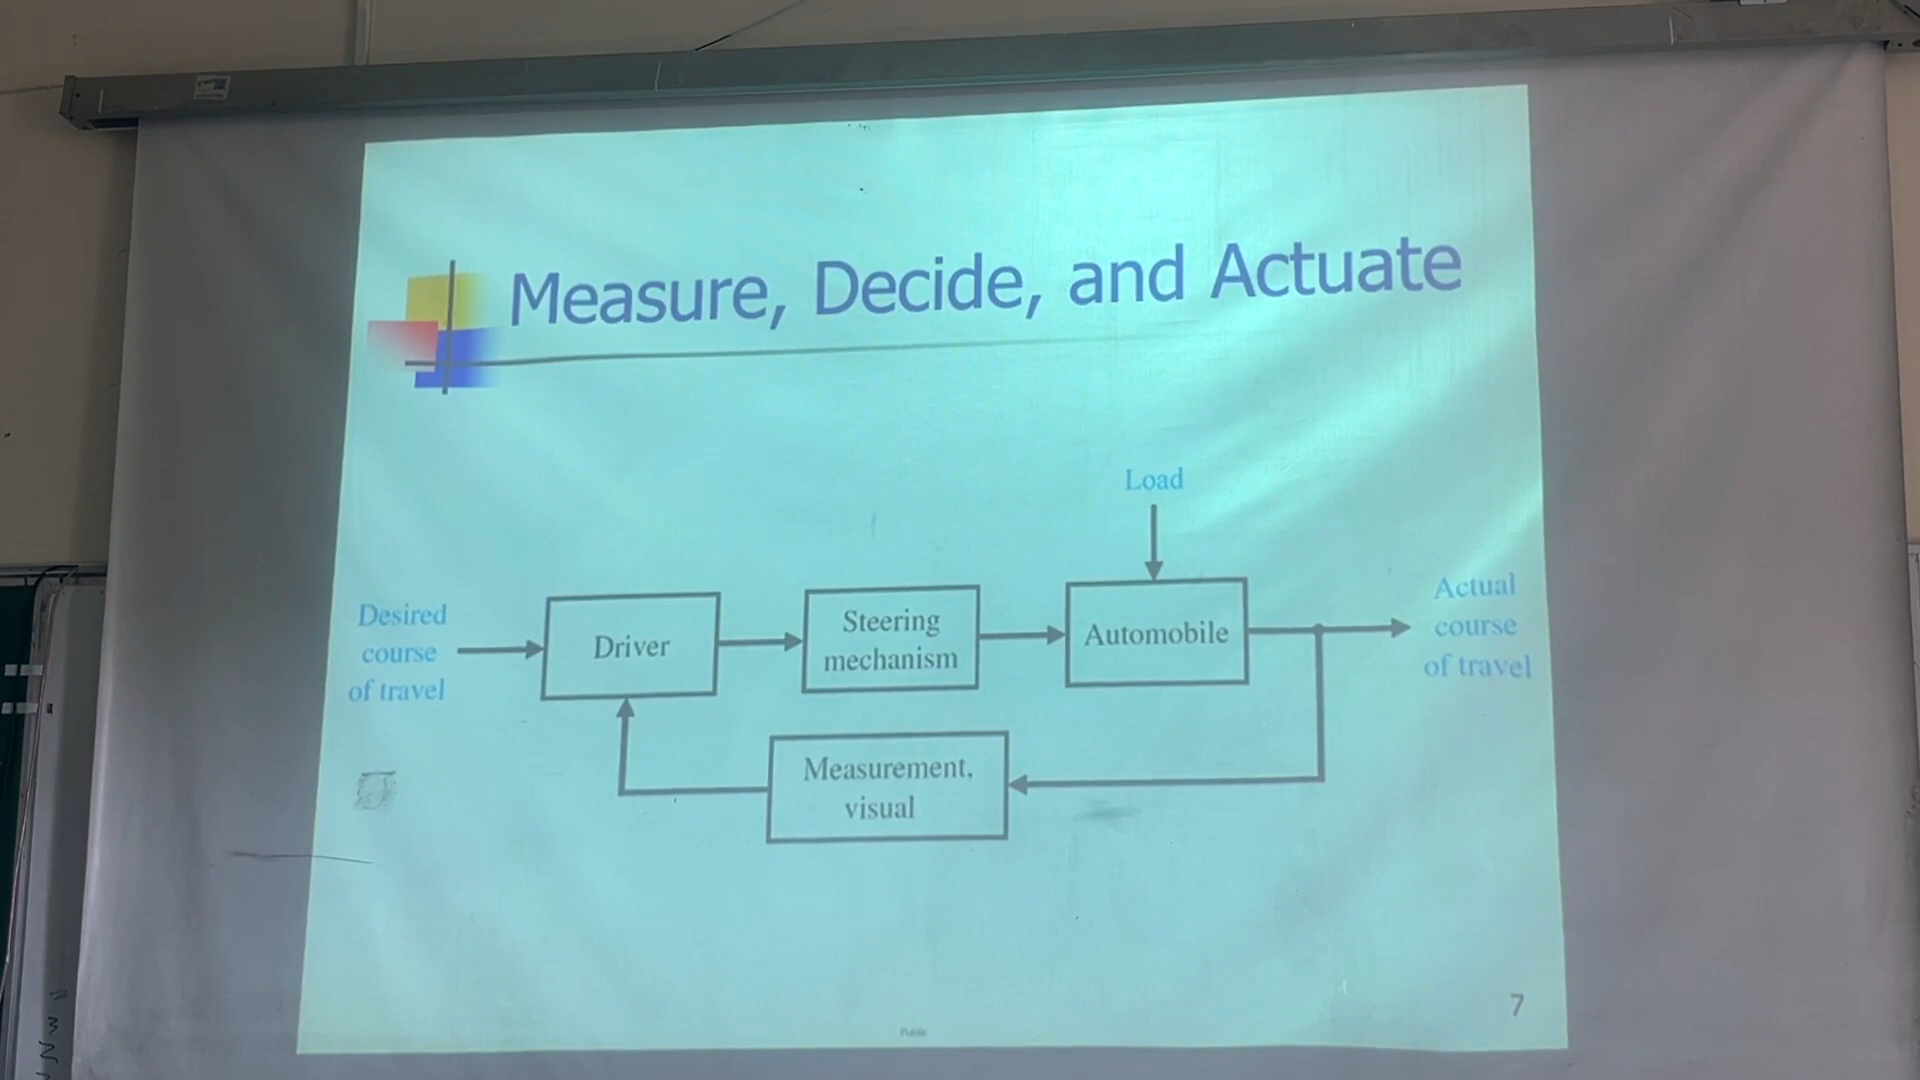 Measure, Decide, and Actuate
Load
Desired
course
of travel
Driver
Steering
mechanism
Automobile
Actual
course
of travel
Measurement,
visual
Public
7